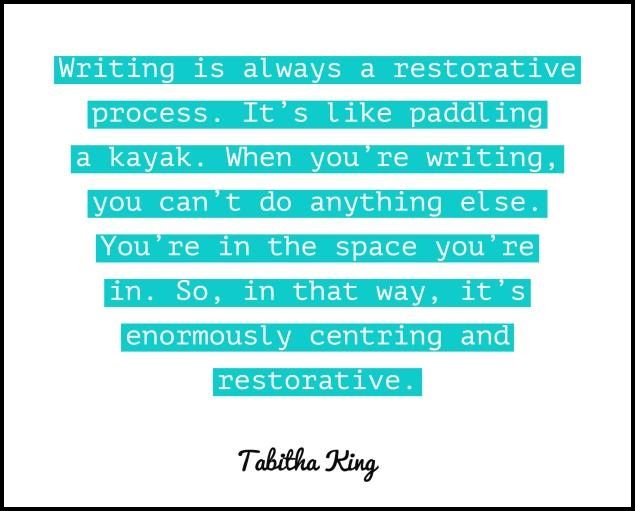 Writing is always a restorative
process. It’s like paddling
a kayak. When you’re writing,
you can’t do anything else.
You’re in the space you’re
in. So, in that way, it’s
enormously centring and
restorative.
Tabitha King